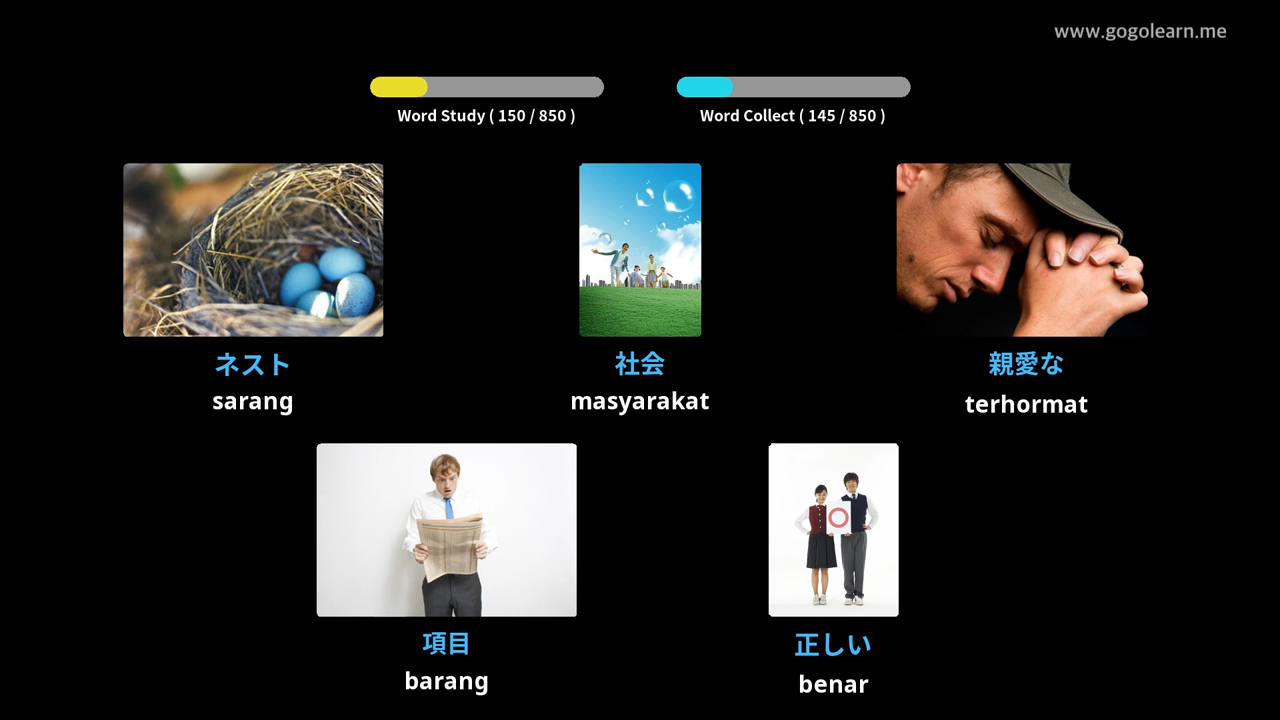 www.gogolearn.me
Word Study ( 150 / 850 )
Word Collect ( 145 / 850 )
ネスト
sarang
社会
masyarakat
親愛な
terhormat
項目
barang
正しい
benar